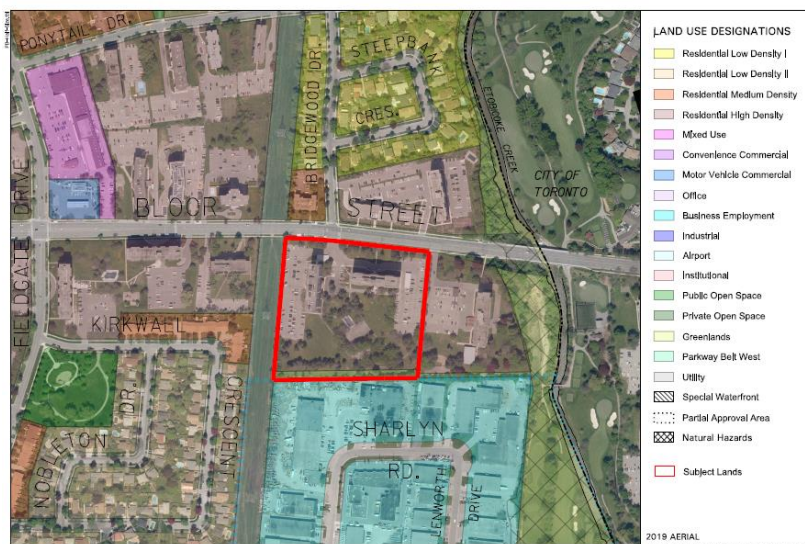 PONYTAIL DR.
STEEPBANK
CRES.
BRIDGEWOOD DR.
ETOBICOKE CREEK
CITY OF
TORONTO
FIELDGATE DRIVE
BLOOR STREET
KIRKWALL
CRESCENT
NOBLETON DR.
SHARLYN
RD.
LENWORTH
DRIVE
LAND USE DESIGNATIONS
Residential Low Density I
Residential Low Density II
Residential Medium Density
Residential High Density
Mixed Use
Convenience Commercial
Motor Vehicle Commercial
Office
Business Employment
Industrial
Airport
Institutional
Public Open Space
Private Open Space
Greenlands
Parkway Belt West
Utility
Special Waterfront
Partial Approval Area
Natural Hazards
Subject Lands
2019 AERIAL